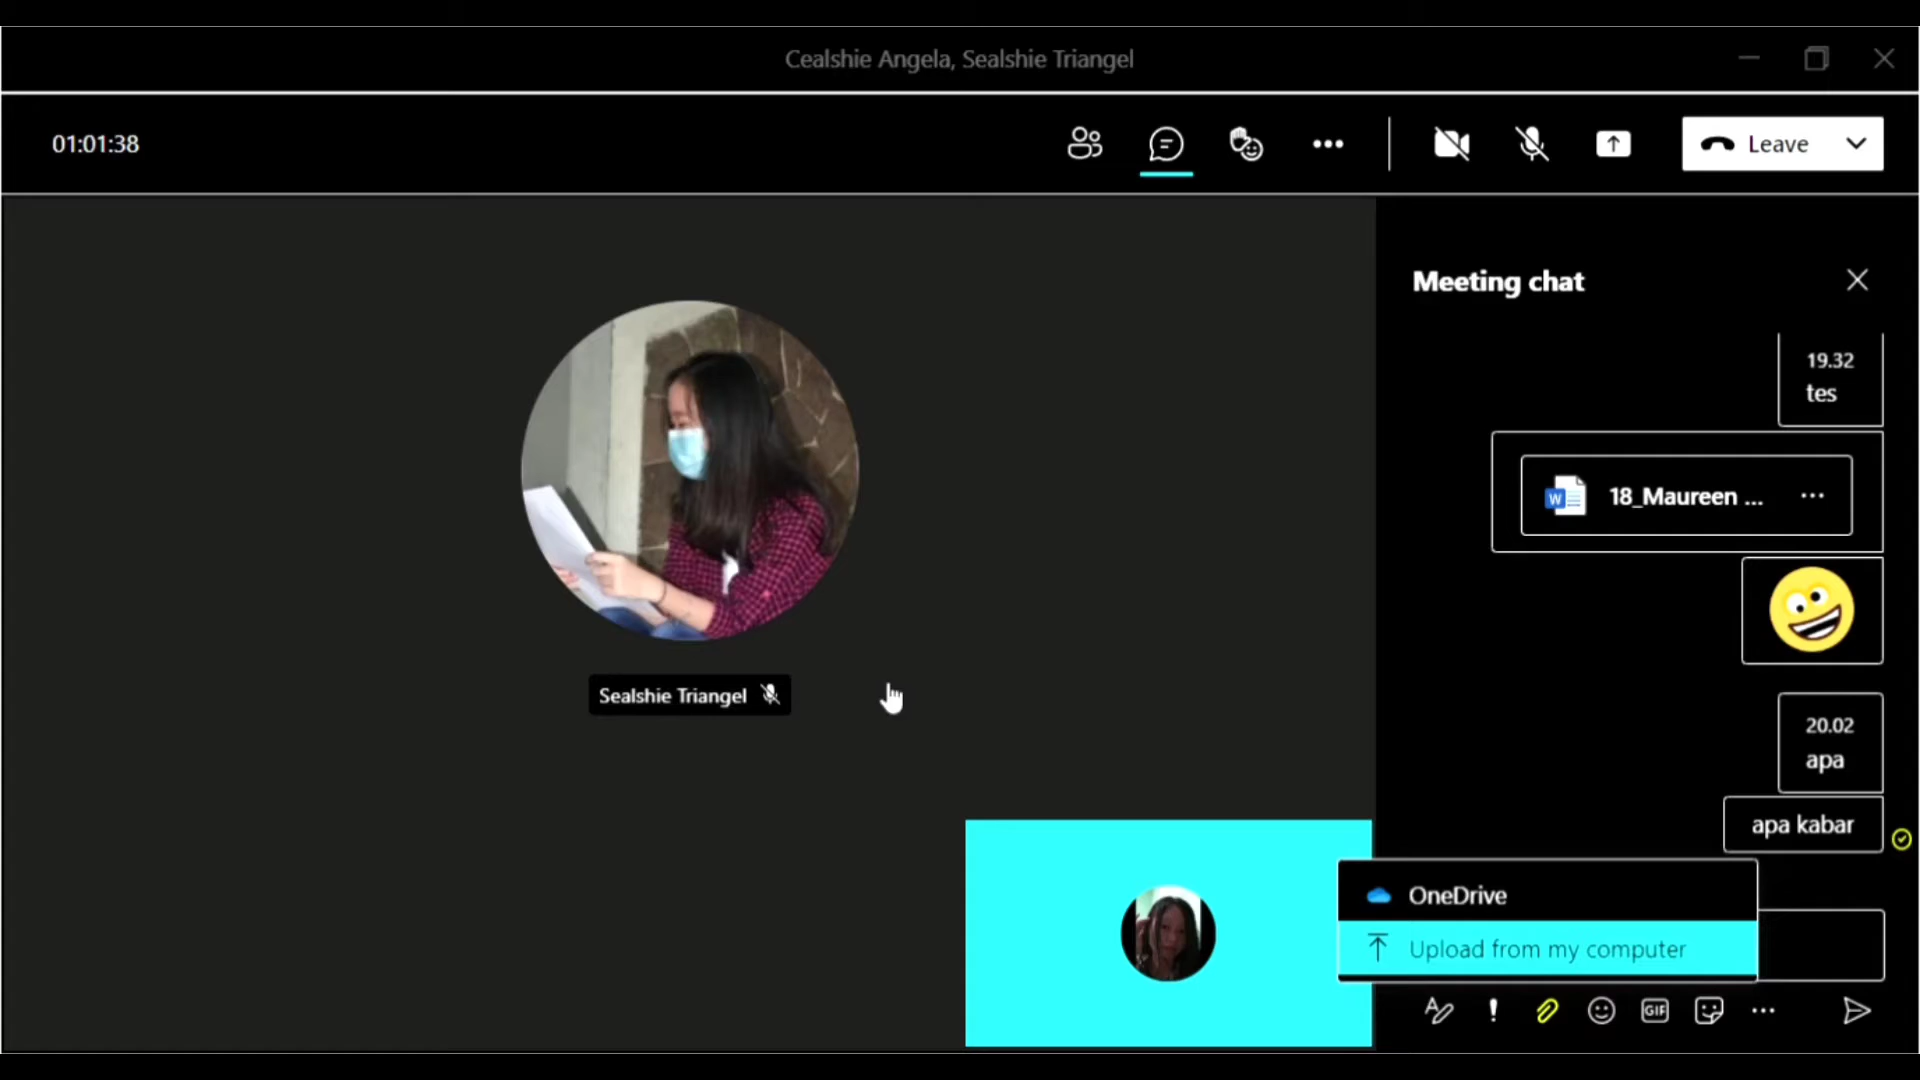 Cealshie Angela, Sealshie Triangel
01:01:38
Leave
Meeting chat
19.32
tes
18_Maureen ...
20.02
apa
apa kabar
Sealshie Triangel
OneDrive
Upload from my computer
GIF